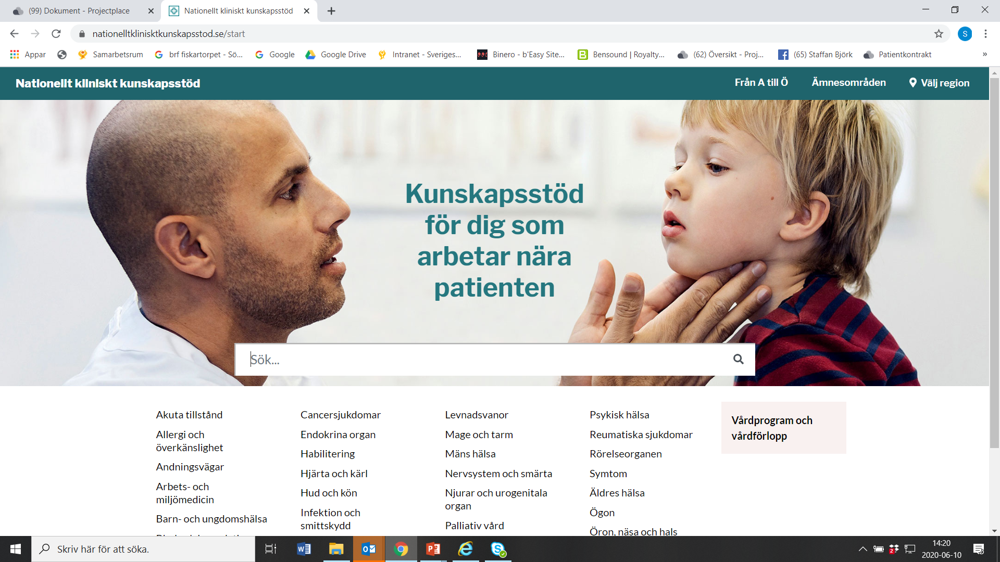 (99) Dokument - Projectplace
Nationellt kliniskt kunskapsstöd
nationelltklinisktkunskapsstod.se/start
S
Appar
Samarbetsrum
brf fiskartorpet - Sö...
Google
Google Drive
Intranet - Sveriges...
Binero - b'Easy Site...
Bensound | Royalty...
(62) Översikt - Proj...
(65) Staffan Björk
Patientkontrakt
»
Nationellt kliniskt kunskapsstöd
Från A till Ö
Ämnesområden
Välj region
Kunskapsstöd
för dig som
arbetar nära
patienten
Sök...
Akuta tillstånd
Allergi och
överkänslighet
Andningsvägar
Arbets- och
miljömedicin
Barn- och ungdomshälsa
Cancersjukdomar
Endokrina organ
Habilitering
Hjärta och kärl
Hud och kön
Infektion och
smittskydd
Levnadsvanor
Mage och tarm
Mäns hälsa
Nervsystem och smärta
Njurar och urogenitala
organ
Palliativ vård
Psykisk hälsa
Reumatiska sjukdomar
Rörelseorganen
Symtom
Äldres hälsa
Ögon
Öron, näsa och hals
Vårdprogram och
vårdförlopp
Skriv här för att söka.
14:20
2020-06-10